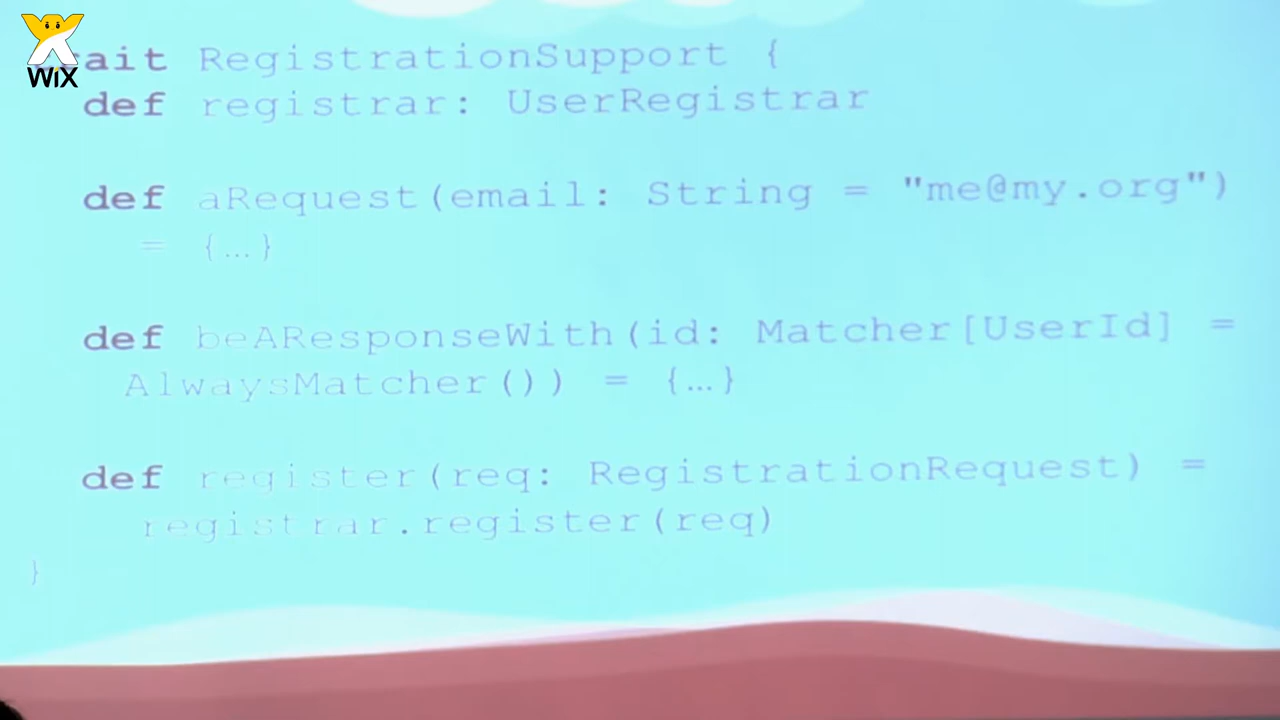 WiX
ait RegistrationSupport {
def registrar: UserRegistrar
def aRequest(email: String = "me@my.org")
= {…}
def beAResponseWith(id: Matcher[UserId] =
AlwaysMatcher()) = {…}
def register(req: RegistrationRequest) =
registrar.register(req)
}